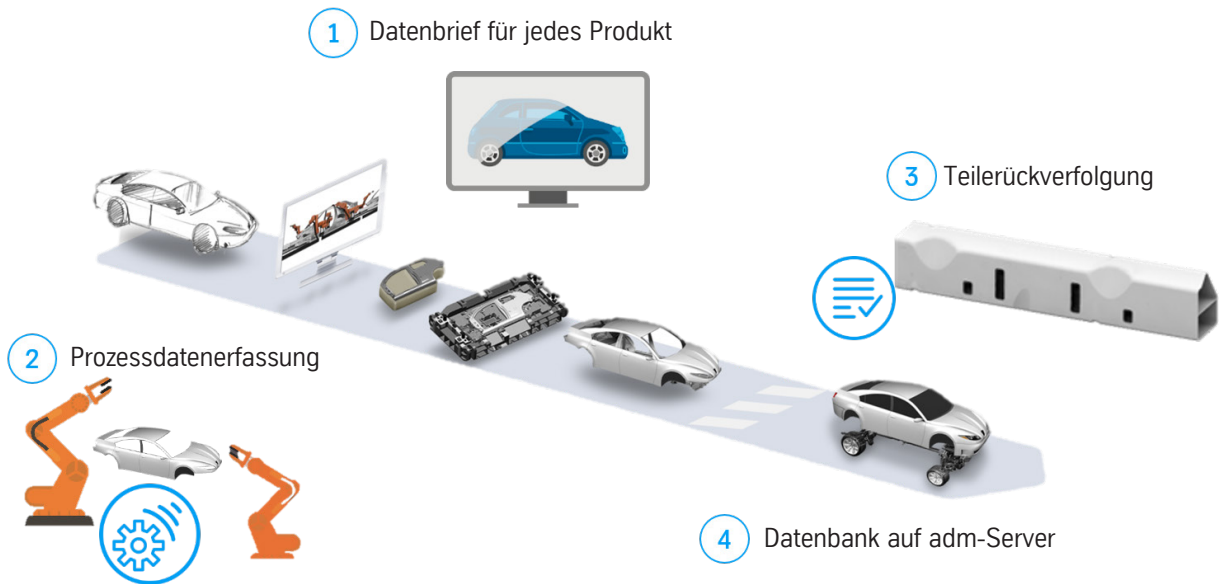 1 Datenbrief für jedes Produkt
3 Teilerückverfolgung
2 Prozessdatenerfassung
4 Datenbank auf adm-Server